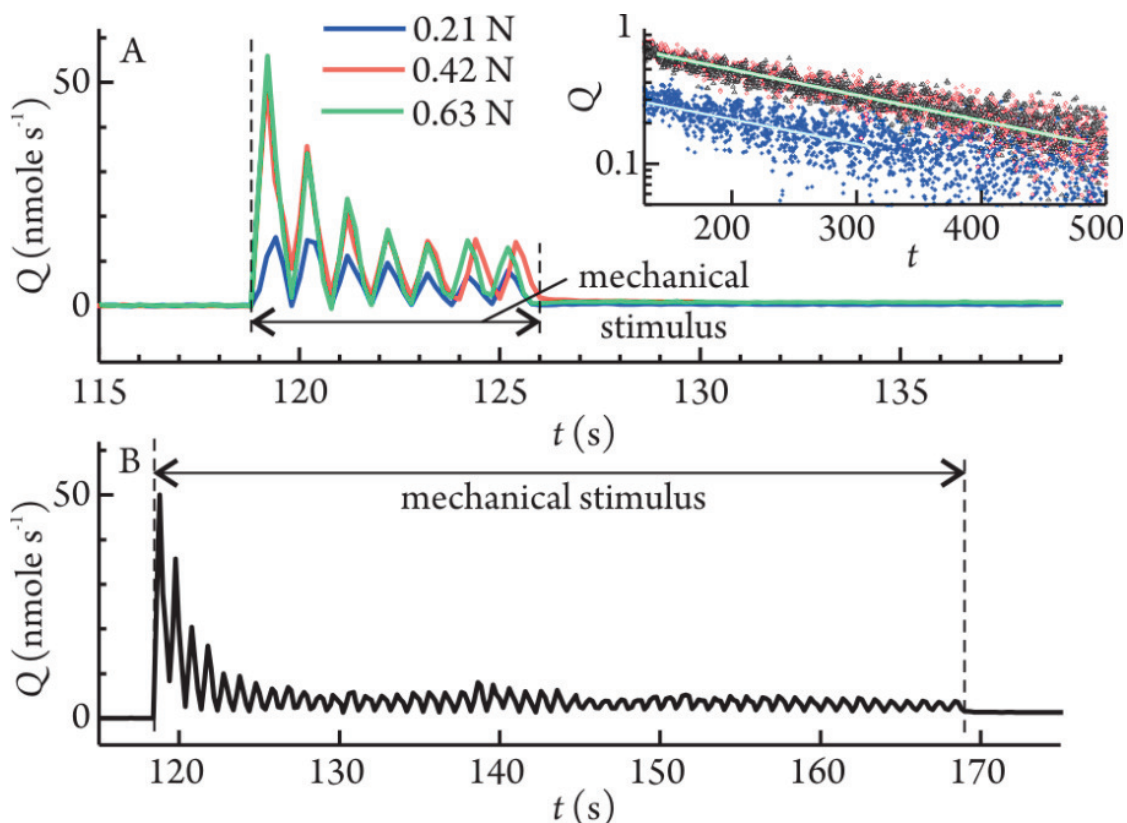 A
0.21 N
0.42 N
0.63 N
Q (nmole s⁻¹)
50
0
mechanical
stimulus
115
120
125
130
135
t (s)
1
Q
0.1
200
300
400
500
t
B
mechanical stimulus
Q (nmole s⁻¹)
50
0
120
130
140
150
160
170
t (s)